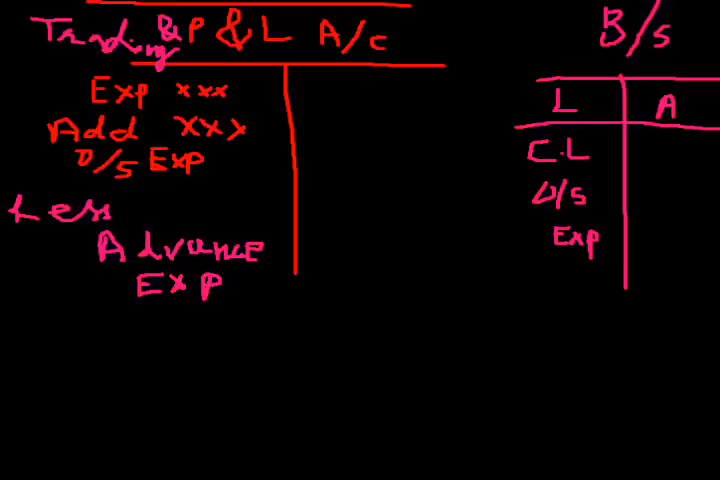 Trading & P & L A/c
Exp xxx
Add xxx
O/s Exp
Less
Advance
Exp
B/s
L A
C.L
O/s
Exp